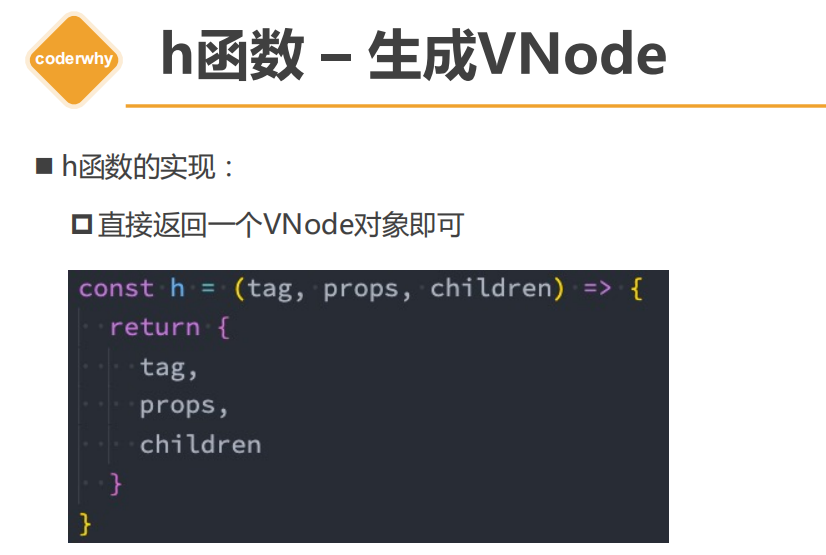 coderwhy
h函数 – 生成VNode
h函数的实现：
直接返回一个VNode对象即可
const h = (tag, props, children) => {
  return {
    tag,
    props,
    children
  }
}